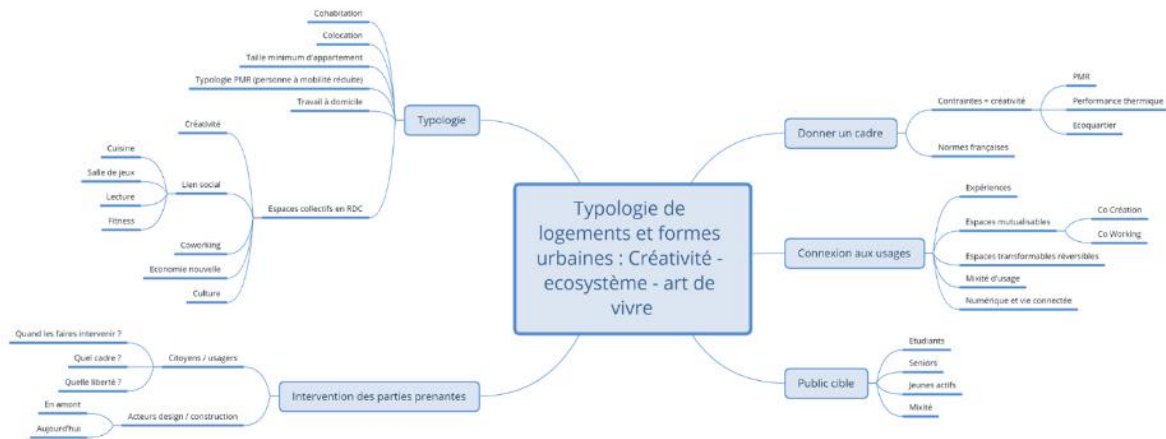 Typologie de
logements et formes
urbaines : Créativité -
ecosystème - art de
vivre
Typologie
Cohabitation
Colocation
Taille minimum d'appartement
Typologie PMR (personne à mobilité réduite)
Travail à domicile
Espaces collectifs en RDC
Créativité
Lien social
Cuisine
Salle de jeux
Lecture
Fitness
Coworking
Economie nouvelle
Culture
Intervention des parties prenantes
Citoyens / usagers
Quand les faires intervenir ?
Quel cadre ?
Quelle liberté ?
Acteurs design / construction
En amont
Aujourd'hui
Donner un cadre
Contraintes = créativité
PMR
Performance thermique
Ecoquartier
Normes françaises
Connexion aux usages
Expériences
Espaces mutualisables
Co Création
Co Working
Espaces transformables réversibles
Mixité d'usage
Numérique et vie connectée
Public cible
Etudiants
Seniors
Jeunes actifs
Mixité